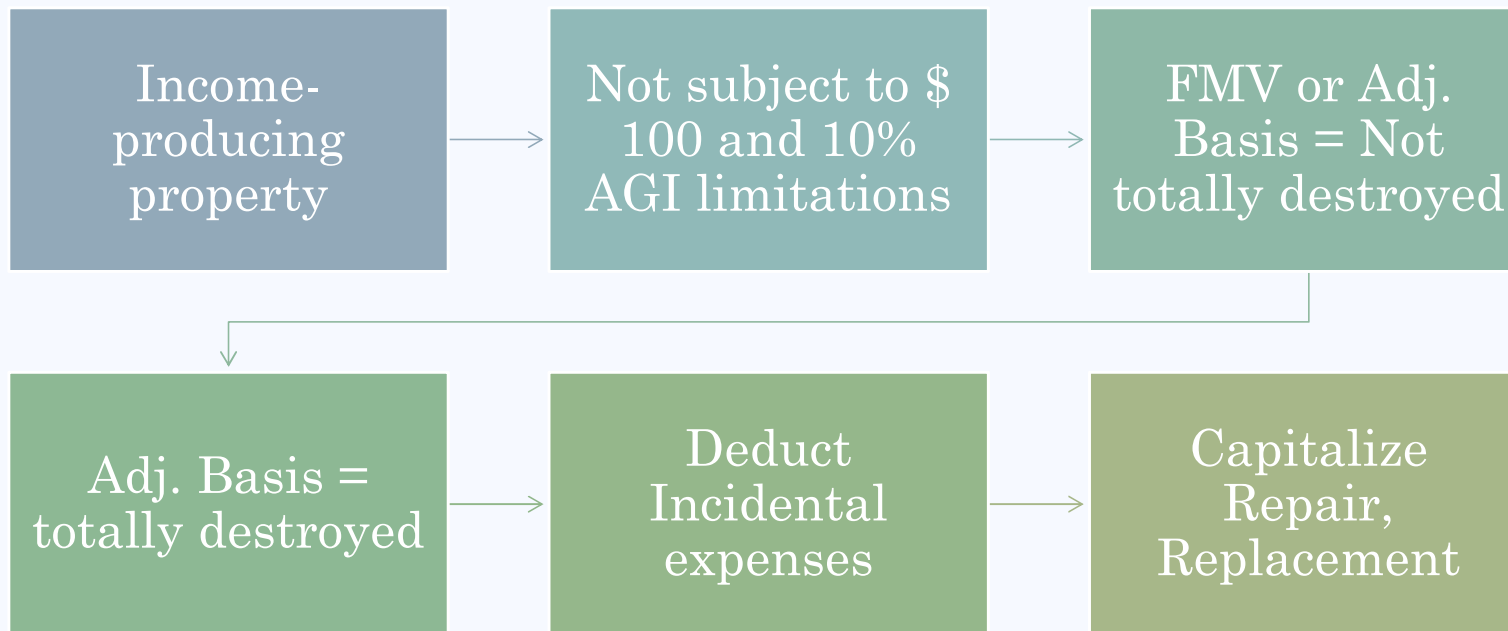 Income-
producing
property
Not subject to $
100 and 10%
AGI limitations
FMV or Adj.
Basis = Not
totally destroyed
Adj. Basis =
totally destroyed
Deduct
Incidental
expenses
Capitalize
Repair,
Replacement